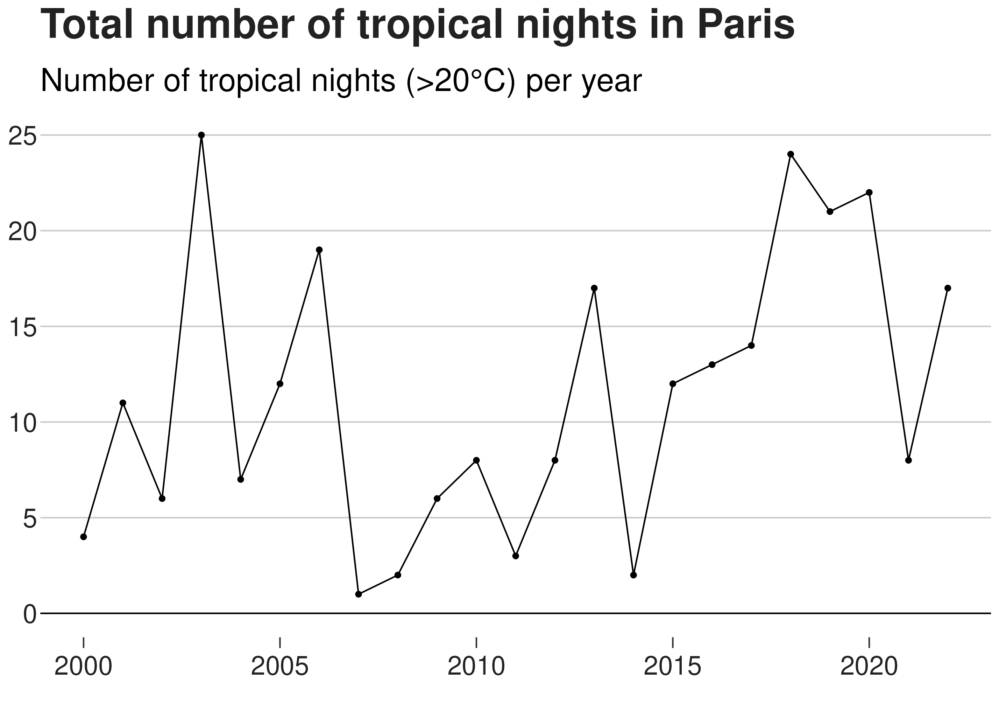 Total number of tropical nights in Paris
Number of tropical nights (>20°C) per year
25
20
15
10
5
0
2000 2005 2010 2015 2020